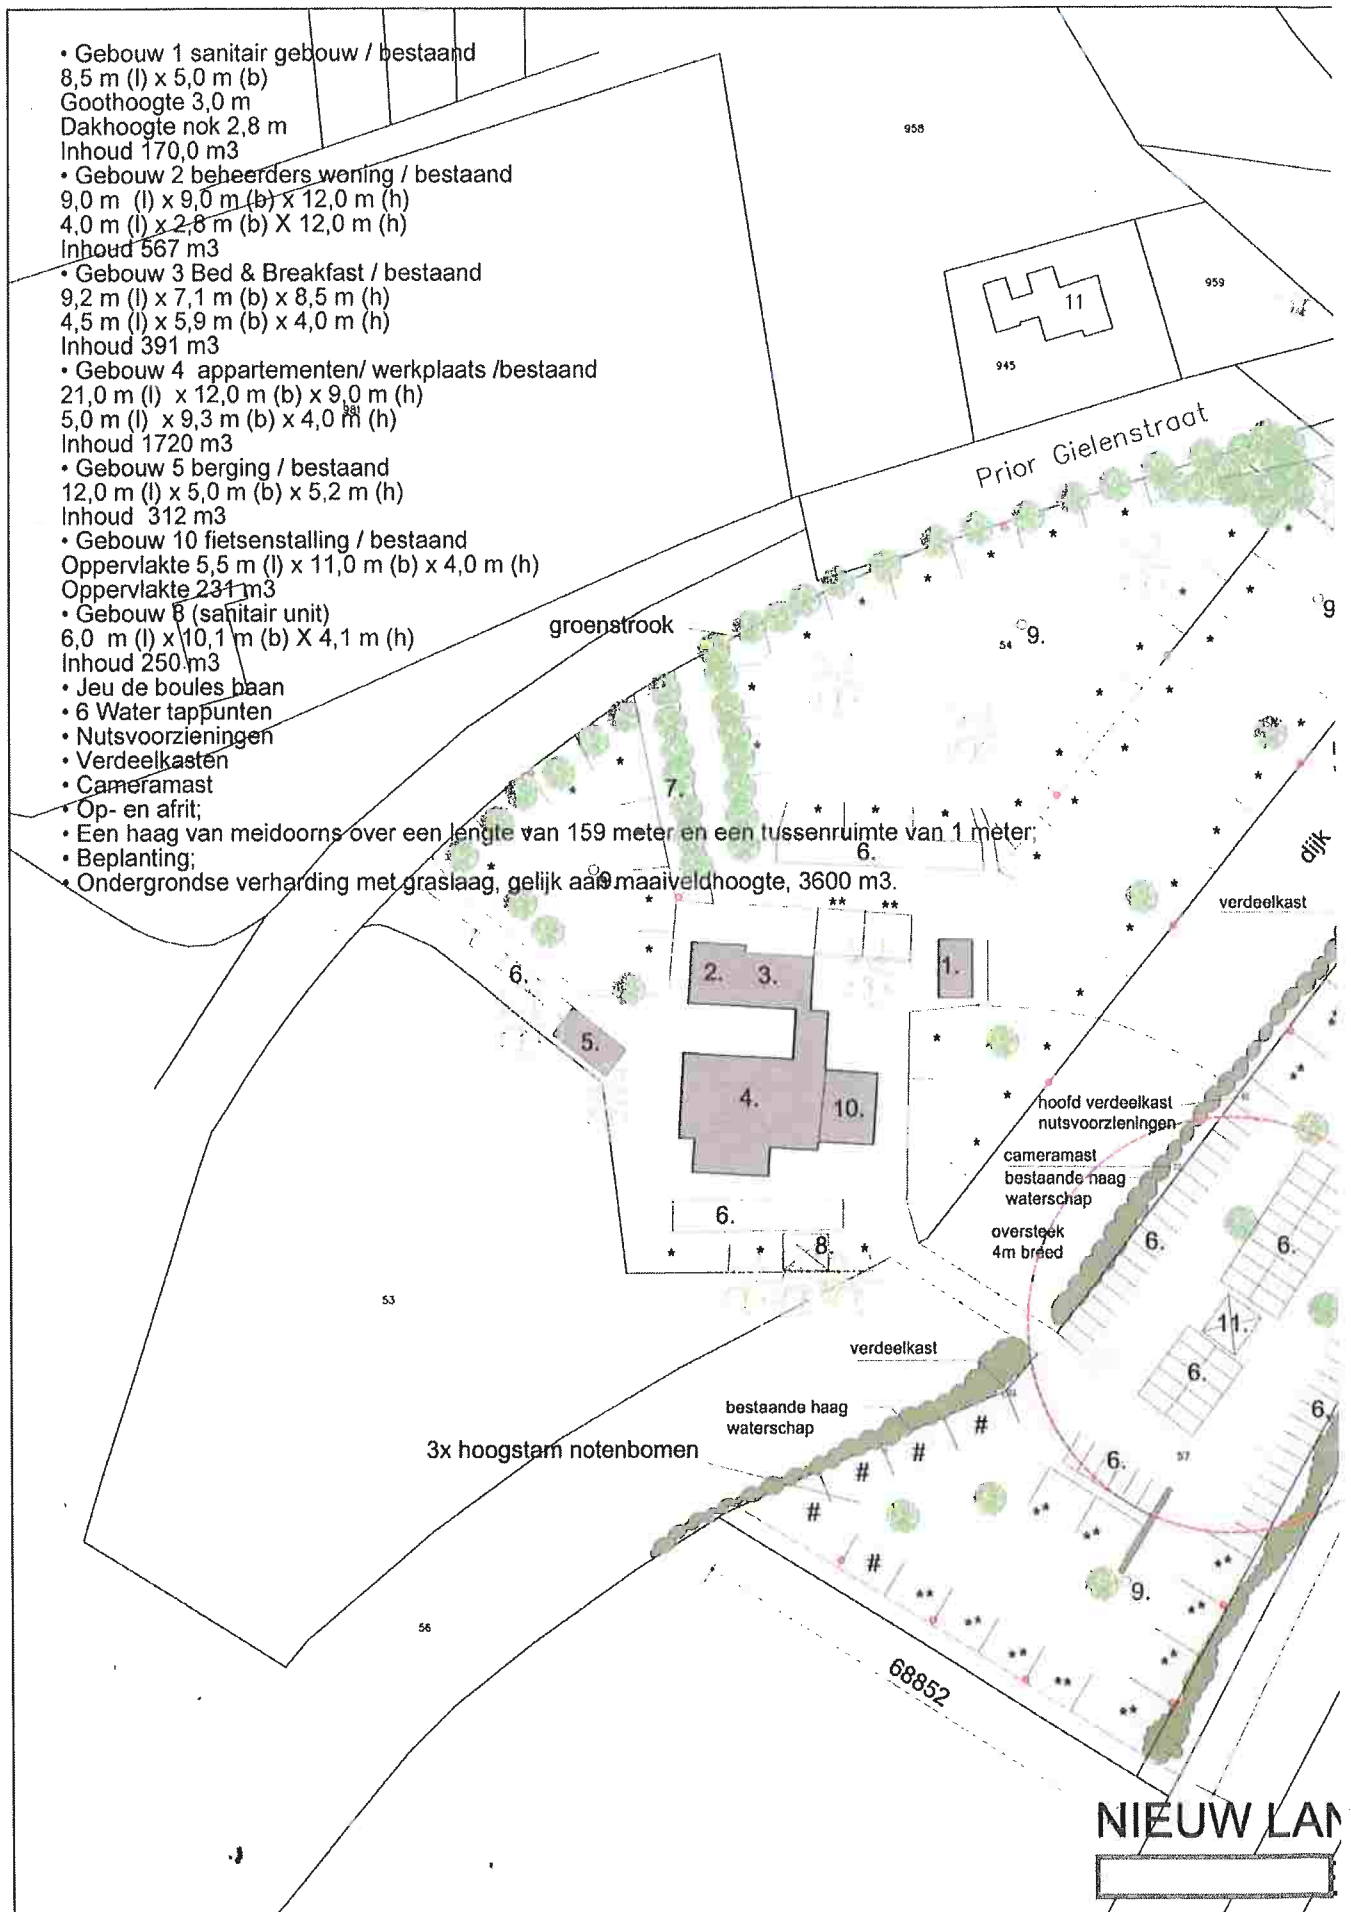 • Gebouw 1 sanitair gebouw / bestaand
8,5 m (l) x 5,0 m (b)
Goothoogte 3,0 m
Dakhoogte nok 2,8 m
Inhoud 170,0 m3
• Gebouw 2 beheerders woning / bestaand
9,0 m (l) x 9,0 m (b) x 12,0 m (h)
4,0 m (l) x 2,8 m (b) X 12,0 m (h)
Inhoud 567 m3
• Gebouw 3 Bed & Breakfast / bestaand
9,2 m (l) x 7,1 m (b) x 8,5 m (h)
4,5 m (l) x 5,9 m (b) x 4,0 m (h)
Inhoud 391 m3
• Gebouw 4 appartementen/ werkplaats /bestaand
21,0 m (l) x 12,0 m (b) x 9,0 m (h)
5,0 m (l) x 9,3 m (b) x 4,0 m (h)
Inhoud 1720 m3
• Gebouw 5 berging / bestaand
12,0 m (l) x 5,0 m (b) x 5,2 m (h)
Inhoud 312 m3
• Gebouw 10 fietsenstalling / bestaand
Oppervlakte 5,5 m (l) x 11,0 m (b) x 4,0 m (h)
Oppervlakte 231 m3
• Gebouw 8 (sanitair unit)
6,0 m (l) x 10,1 m (b) X 4,1 m (h)
Inhoud 250 m3
• Jeu de boules baan
• 6 Water tappunten
• Nutsvoorzieningen
• Verdeelkasten
• Cameramast
• Op- en afrit;
• Een haag van meidoorns over een lengte van 159 meter en een tussenruimte van 1 meter;
• Beplanting;
• Ondergrondse verharding met graslaag, gelijk aan maaiveldhoogte, 3600 m3.
958
959
11
945
Prior Gielenstraat
groenstrook
54
9.
9
7.
6.
9.
dijk
verdeelkast
2.
3.
1.
6.
5.
4.
10.
hoofd verdeelkast
nutsvoorzieningen
cameramast
bestaande haag
waterschap
oversteek
4m breed
6.
8.
6.
6.
11.
53
verdeelkast
6.
6.
bestaande haag
waterschap
3x hoogstam notenbomen
#
#
#
#
#
6.
57
9.
56
68852
NIEUW LAN